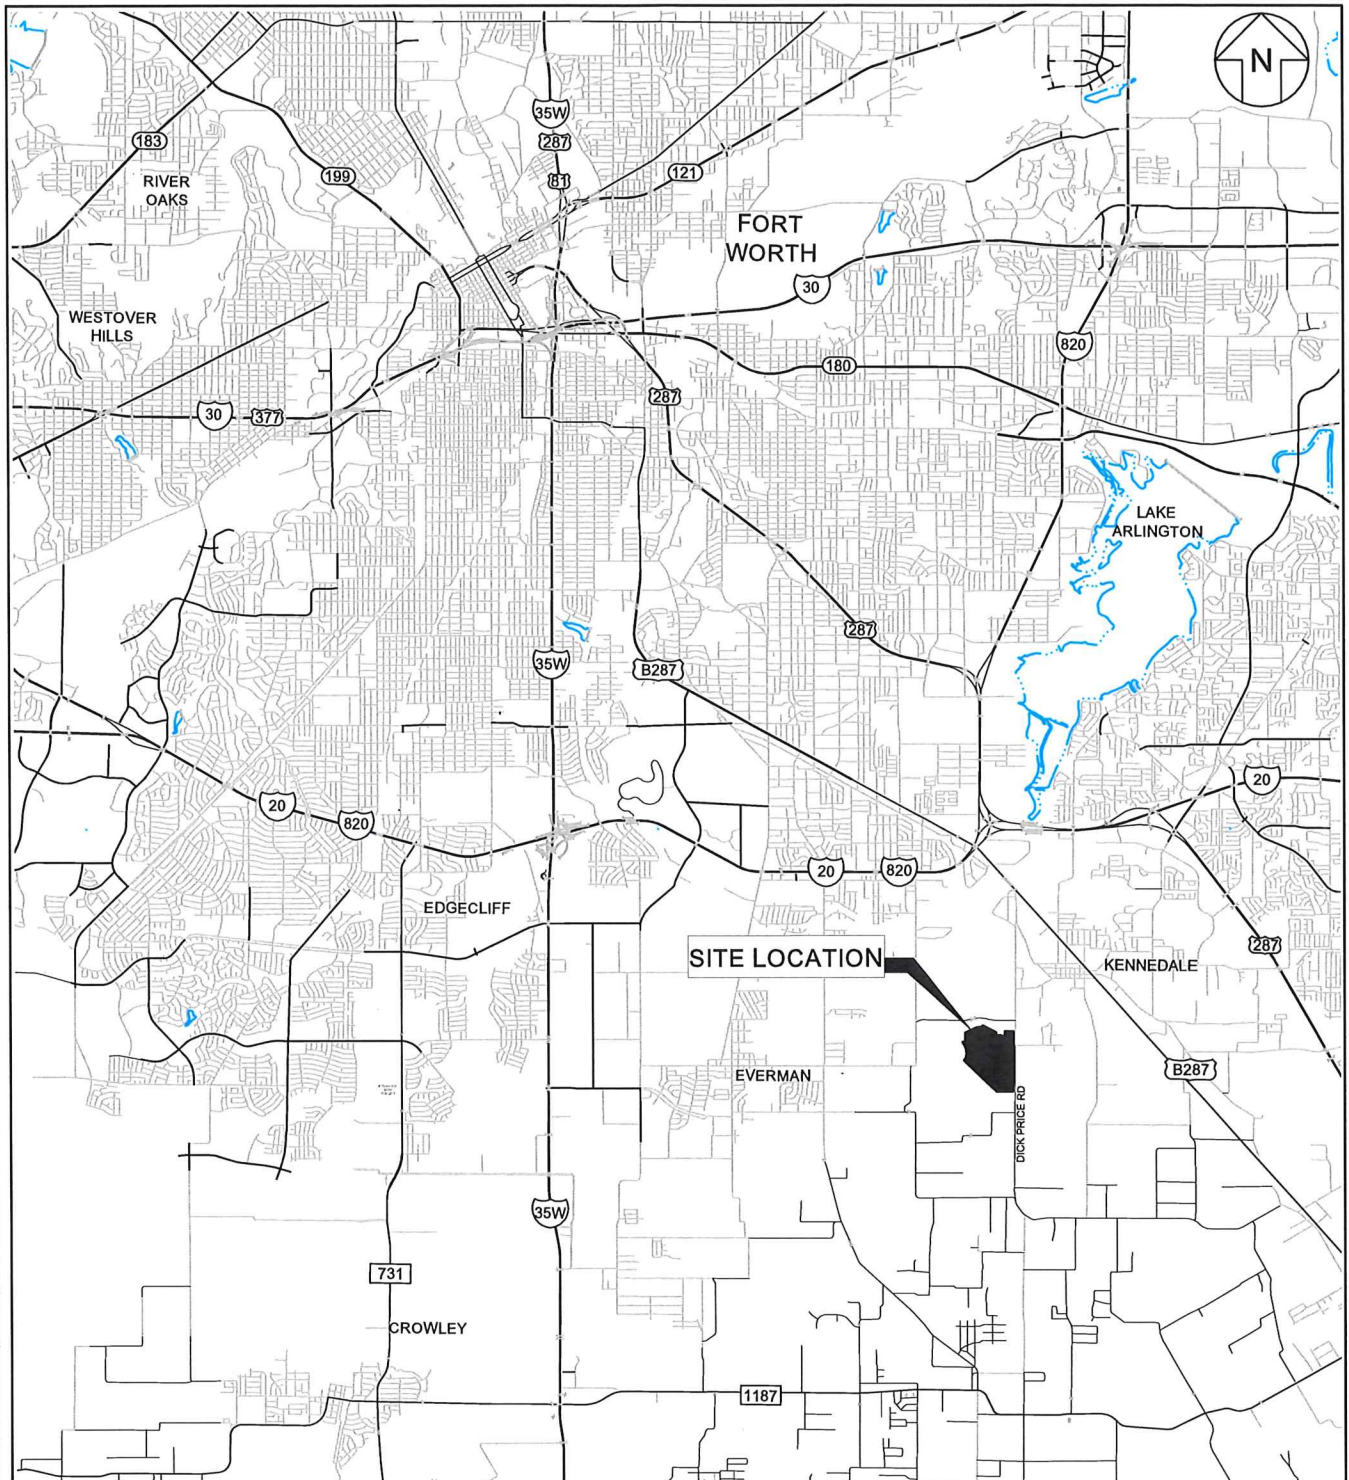 N
35W
183
287
RIVER
OAKS
199
81
121
FORT
WORTH
30
WESTOVER
HILLS
820
180
287
30
377
LAKE
ARLINGTON
287
35W
B287
20
20
820
20
820
EDGECLIFF
287
SITE LOCATION
KENNEDALE
B287
EVERMAN
DICK PRICE RD
35W
731
CROWLEY
1187